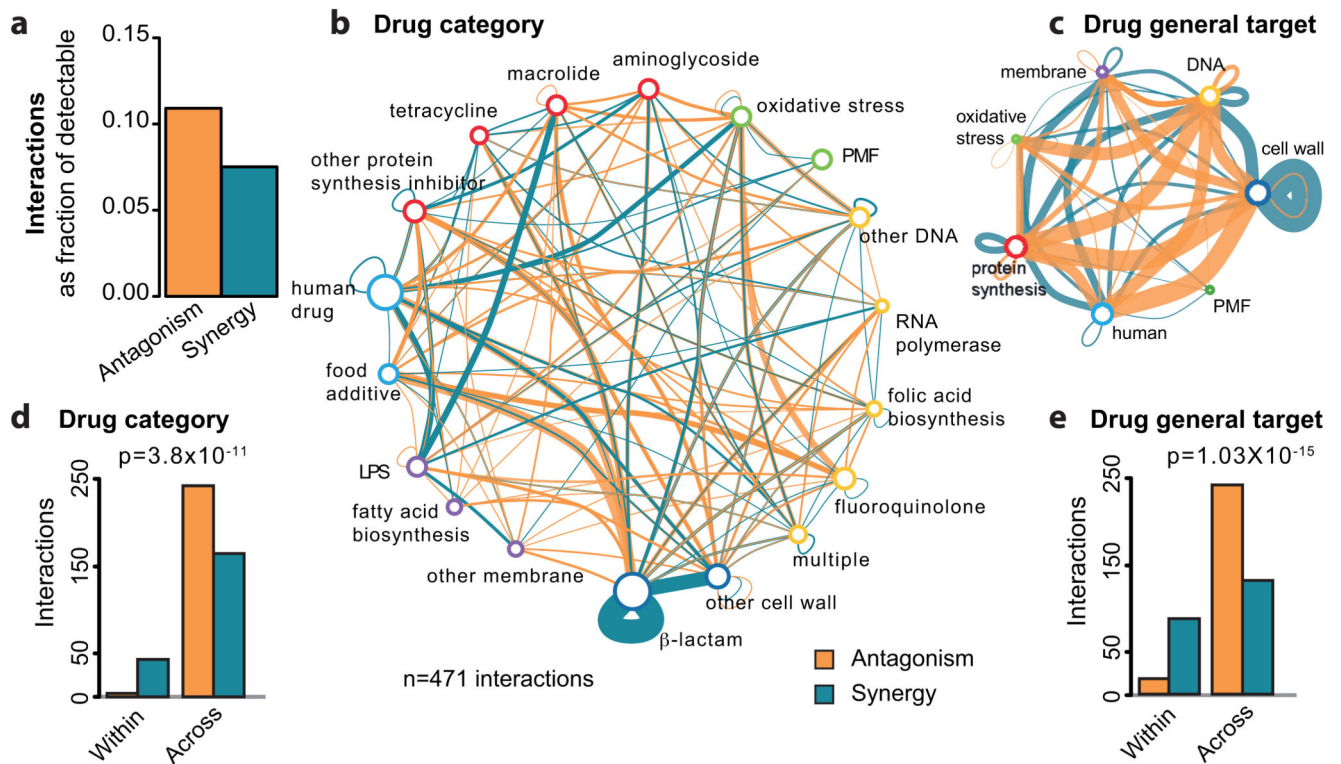 a
0.15
0.10
0.05
0.00
Interactions
as fraction of detectable
Antagonism
Synergy
b Drug category
aminoglycoside
macrolide
oxidative stress
tetracycline
PMF
other protein
synthesis inhibitor
other DNA
human
drug
RNA
polymerase
food
additive
folic acid
biosynthesis
LPS
fluoroquinolone
fatty acid
biosynthesis
multiple
other membrane
other cell wall
β-lactam
n=471 interactions
Antagonism
Synergy
c Drug general target
DNA
membrane
oxidative
stress
cell wall
protein
synthesis
PMF
human
d Drug category
p=3.8x10⁻¹¹
Interactions
250
150
50
0
Within
Across
e Drug general target
p=1.03X10⁻¹⁵
Interactions
250
150
50
0
Within
Across